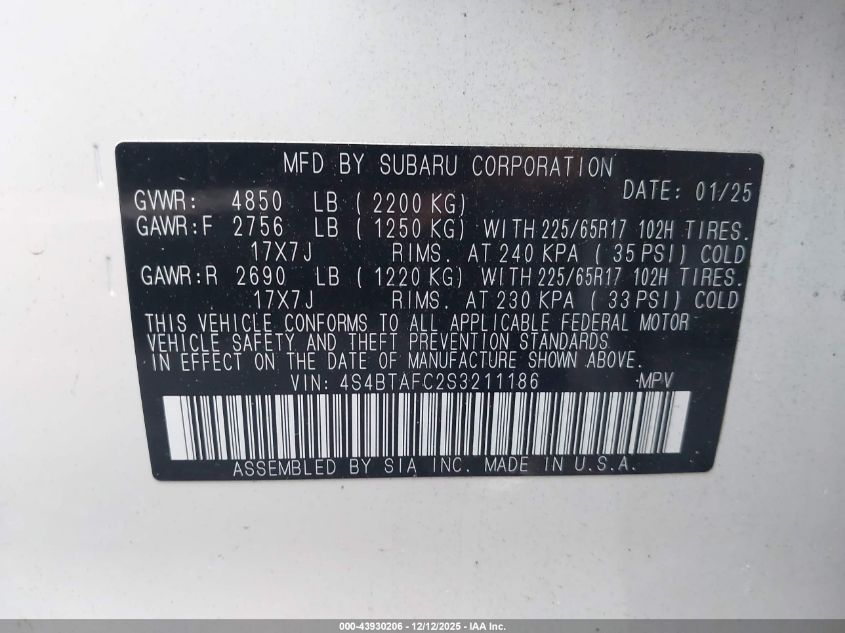 MFD BY SUBARU CORPORATION
DATE: 01/25
GVWR: 4850 LB ( 2200 KG)
GAWR:F 2756 LB ( 1250 KG) WITH 225/65R17 102H TIRES.
17X7J RIMS. AT 240 KPA ( 35 PSI) COLD
GAWR:R 2690 LB ( 1220 KG) WITH 225/65R17 102H TIRES.
17X7J RIMS. AT 230 KPA ( 33 PSI) COLD
THIS VEHICLE CONFORMS TO ALL APPLICABLE FEDERAL MOTOR
VEHICLE SAFETY AND THEFT PREVENTION STANDARDS
IN EFFECT ON THE DATE OF MANUFACTURE SHOWN ABOVE.
VIN: 4S4BTAFC2S3211186 MPV
ASSEMBLED BY SIA INC. MADE IN U.S.A.
000-43930206 - 12/12/2025 - IAA Inc.